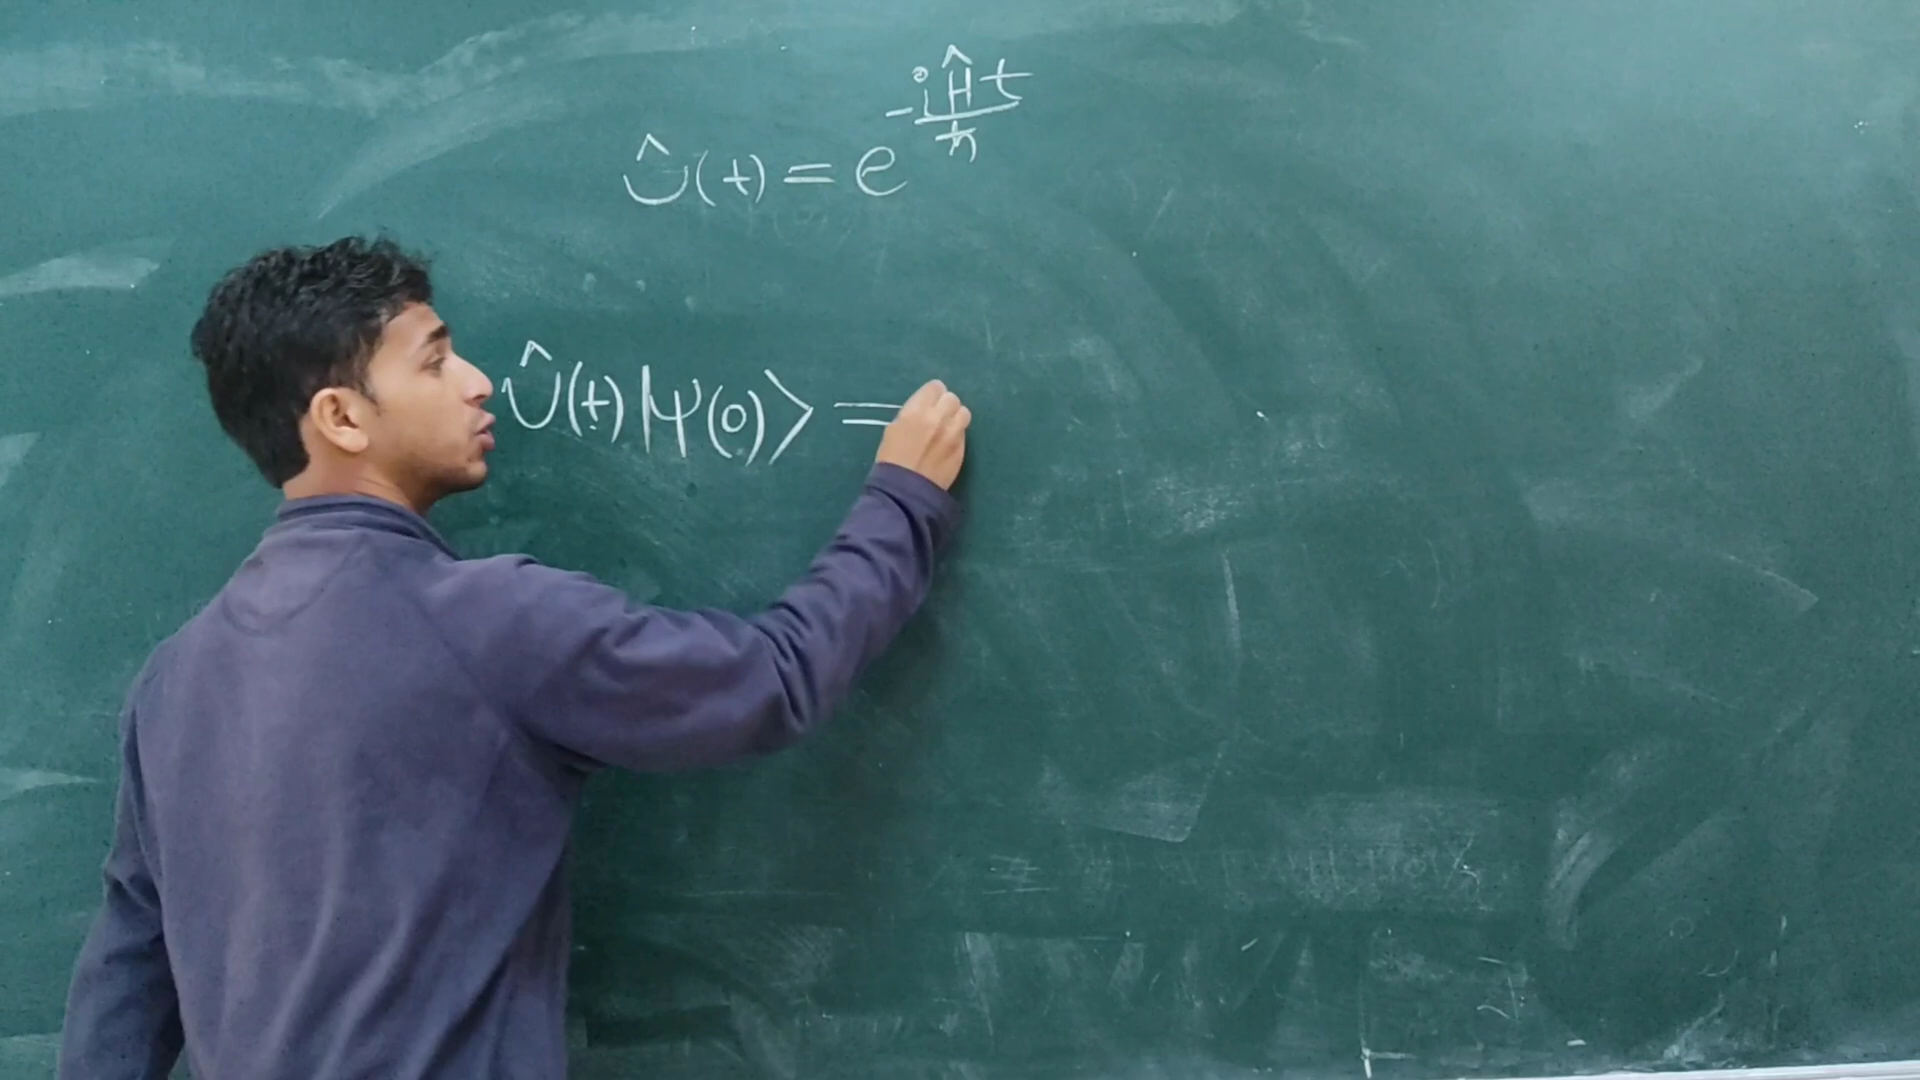 Û(t) = e^{-iĤt/ħ}
Û(t)|Ψ(0)⟩ =